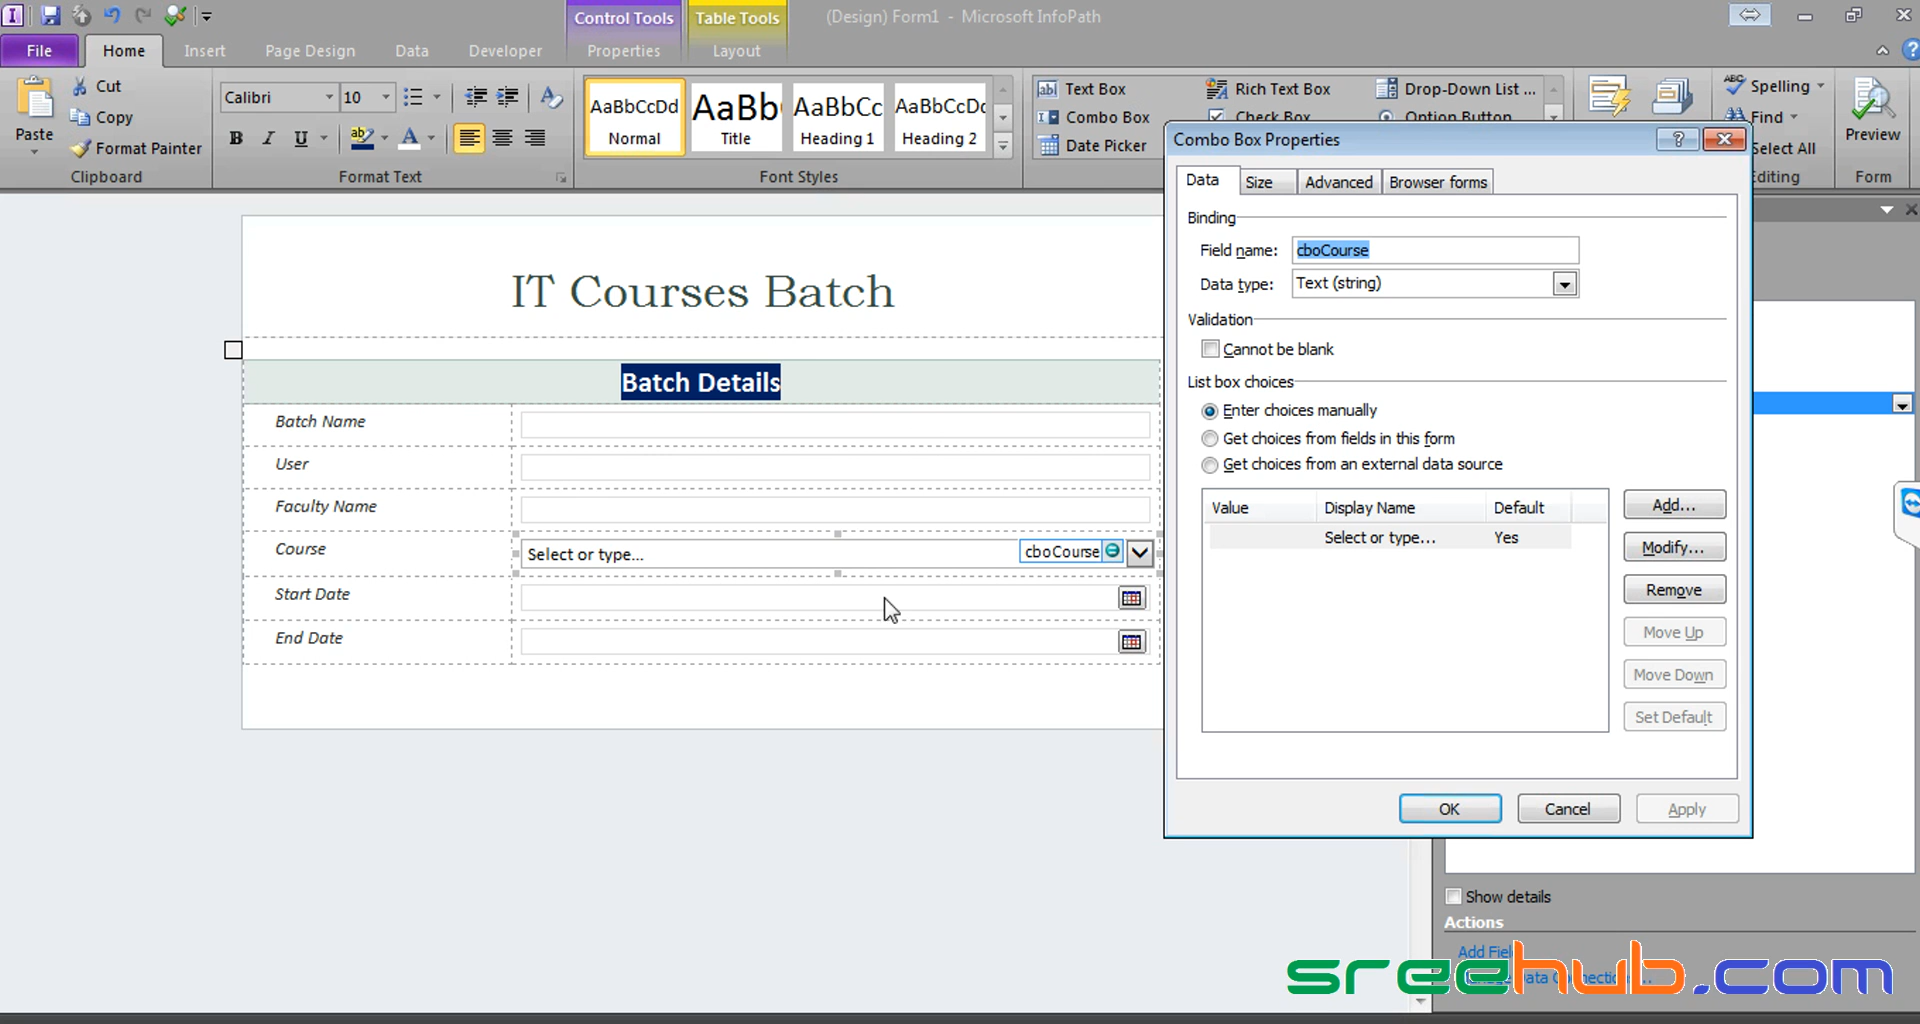 Control Tools
Table Tools
(Design) Form1 - Microsoft InfoPath
File
Home
Insert
Page Design
Data
Developer
Properties
Layout
Paste
Cut
Copy
Format Painter
Clipboard
Calibri
10
B I U
Format Text
AaBbCcDd
Normal
AaBb
Title
AaBbCc
Heading 1
AaBbCcDc
Heading 2
Font Styles
Text Box
Combo Box
Date Picker
Rich Text Box
Check Box
Drop-Down List ...
Option Button
Spelling
Find
Select All
Editing
Preview
Form
IT Courses Batch
Batch Details
Batch Name
User
Faculty Name
Course
Select or type...
cboCourse
Start Date
End Date
Combo Box Properties
Data
Size
Advanced
Browser forms
Binding
Field name:
cboCourse
Data type:
Text (string)
Validation
Cannot be blank
List box choices
Enter choices manually
Get choices from fields in this form
Get choices from an external data source
Value
Display Name
Default
Select or type...
Yes
Add...
Modify...
Remove
Move Up
Move Down
Set Default
OK
Cancel
Apply
Show details
Actions
Add
sreehub.com